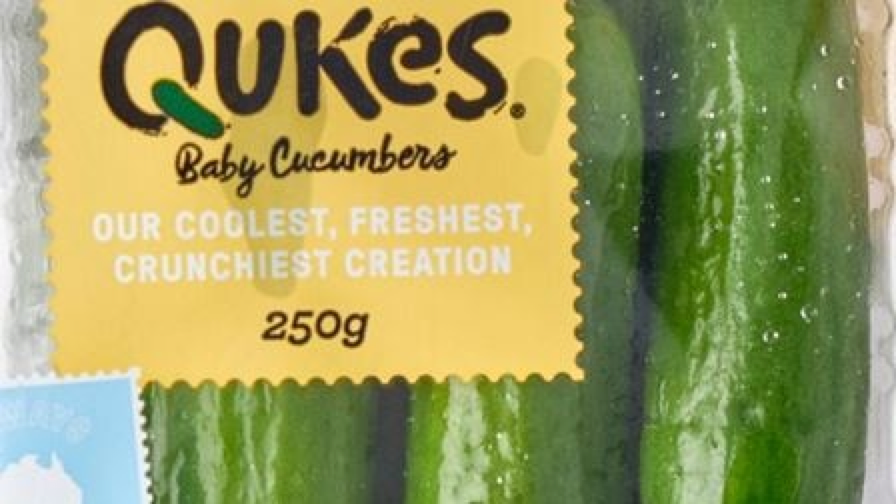 QUKES.
Baby Cucumbers
OUR COOLEST, FRESHEST,
CRUNCHIEST CREATION
250g